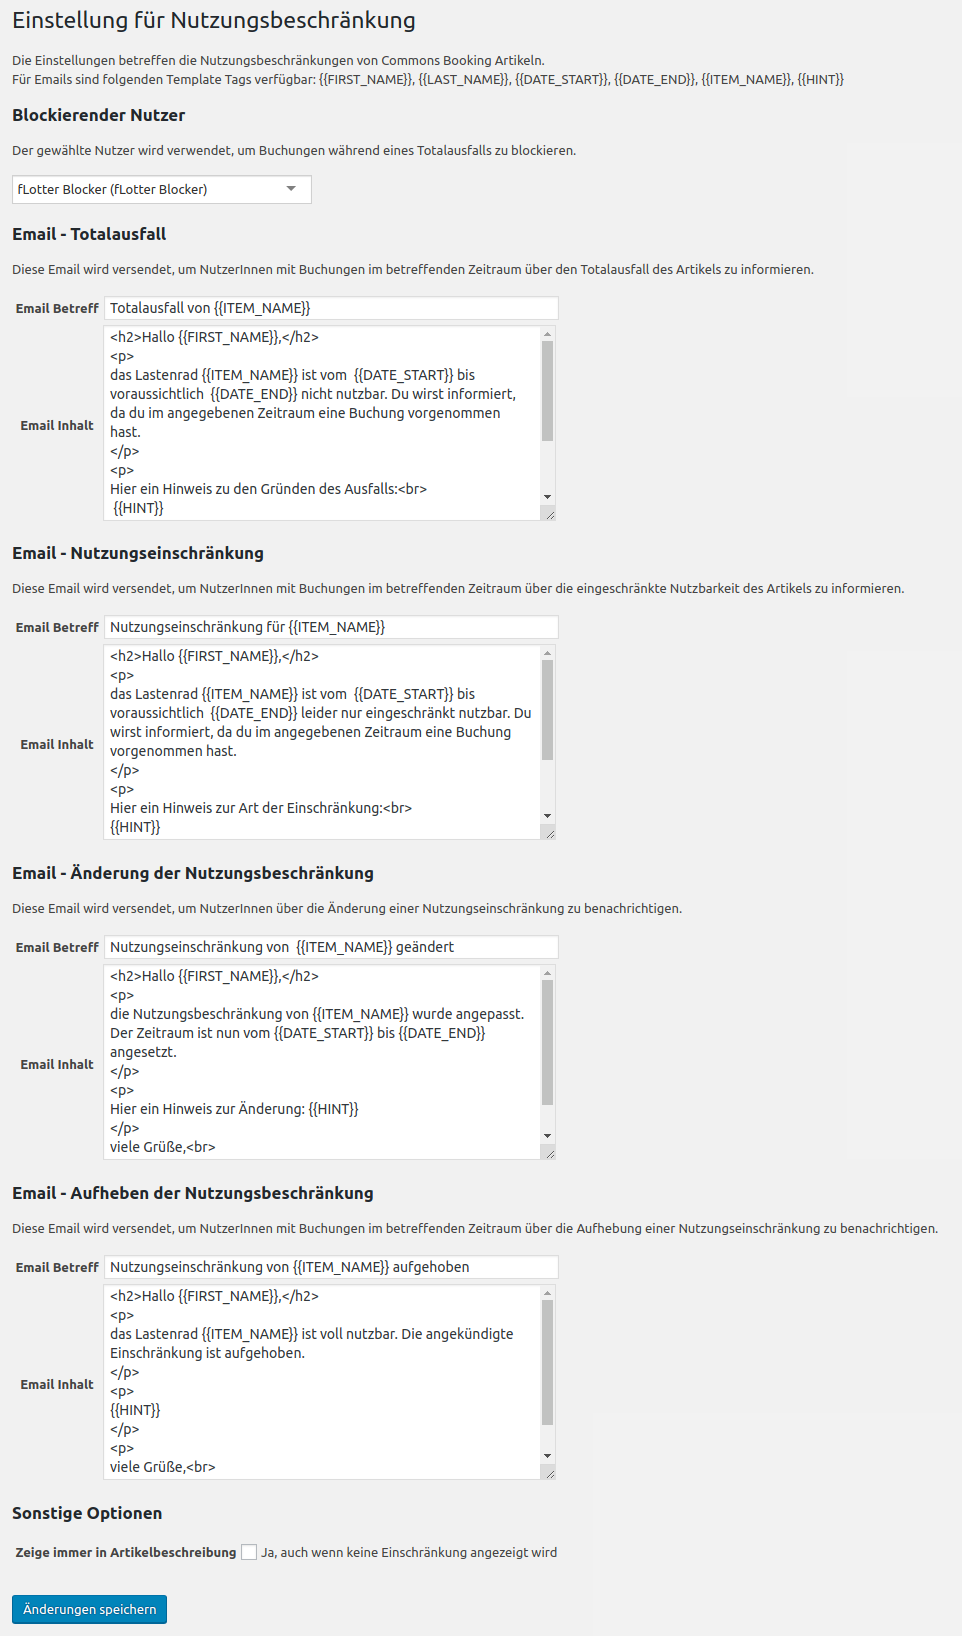 Einstellung für Nutzungsbeschränkung
Die Einstellungen betreffen die Nutzungsbeschränkungen von Commons Booking Artikeln.
Für Emails sind folgenden Template Tags verfügbar: {{FIRST_NAME}}, {{LAST_NAME}}, {{DATE_START}}, {{DATE_END}}, {{ITEM_NAME}}, {{HINT}}
Blockierender Nutzer
Der gewählte Nutzer wird verwendet, um Buchungen während eines Totalausfalls zu blockieren.
fLotter Blocker (fLotter Blocker)
Email - Totalausfall
Diese Email wird versendet, um NutzerInnen mit Buchungen im betreffenden Zeitraum über den Totalausfall des Artikels zu informieren.
Email Betreff Totalausfall von {{ITEM_NAME}}
<h2>Hallo {{FIRST_NAME}},</h2>
<p>
das Lastenrad {{ITEM_NAME}} ist vom  {{DATE_START}} bis
voraussichtlich  {{DATE_END}} nicht nutzbar. Du wirst informiert,
da du im angegebenen Zeitraum eine Buchung vorgenommen
Email Inhalt
hast.
</p>
<p>
Hier ein Hinweis zu den Gründen des Ausfalls:<br>
{{HINT}}
Email - Nutzungseinschränkung
Diese Email wird versendet, um NutzerInnen mit Buchungen im betreffenden Zeitraum über die eingeschränkte Nutzbarkeit des Artikels zu informieren.
Email Betreff Nutzungseinschränkung für {{ITEM_NAME}}
<h2>Hallo {{FIRST_NAME}},</h2>
<p>
das Lastenrad {{ITEM_NAME}} ist vom  {{DATE_START}} bis
voraussichtlich  {{DATE_END}} leider nur eingeschränkt nutzbar. Du
wirst informiert, da du im angegebenen Zeitraum eine Buchung
Email Inhalt
vorgenommen hast.
</p>
<p>
Hier ein Hinweis zur Art der Einschränkung:<br>
{{HINT}}
Email - Änderung der Nutzungsbeschränkung
Diese Email wird versendet, um NutzerInnen über die Änderung einer Nutzungseinschränkung zu benachrichtigen.
Email Betreff Nutzungseinschränkung von  {{ITEM_NAME}} geändert
<h2>Hallo {{FIRST_NAME}},</h2>
<p>
die Nutzungsbeschränkung von {{ITEM_NAME}} wurde angepasst.
Der Zeitraum ist nun vom {{DATE_START}} bis {{DATE_END}}
angesetzt.
Email Inhalt
</p>
<p>
Hier ein Hinweis zur Änderung: {{HINT}}
</p>
viele Grüße,<br>
Email - Aufheben der Nutzungsbeschränkung
Diese Email wird versendet, um NutzerInnen mit Buchungen im betreffenden Zeitraum über die Aufhebung einer Nutzungseinschränkung zu benachrichtigen.
Email Betreff Nutzungseinschränkung von {{ITEM_NAME}} aufgehoben
<h2>Hallo {{FIRST_NAME}},</h2>
<p>
das Lastenrad {{ITEM_NAME}} ist voll nutzbar. Die angekündigte
Einschränkung ist aufgehoben.
</p>
Email Inhalt
<p>
{{HINT}}
</p>
<p>
viele Grüße,<br>
Sonstige Optionen
Zeige immer in Artikelbeschreibung Ja, auch wenn keine Einschränkung angezeigt wird
Änderungen speichern